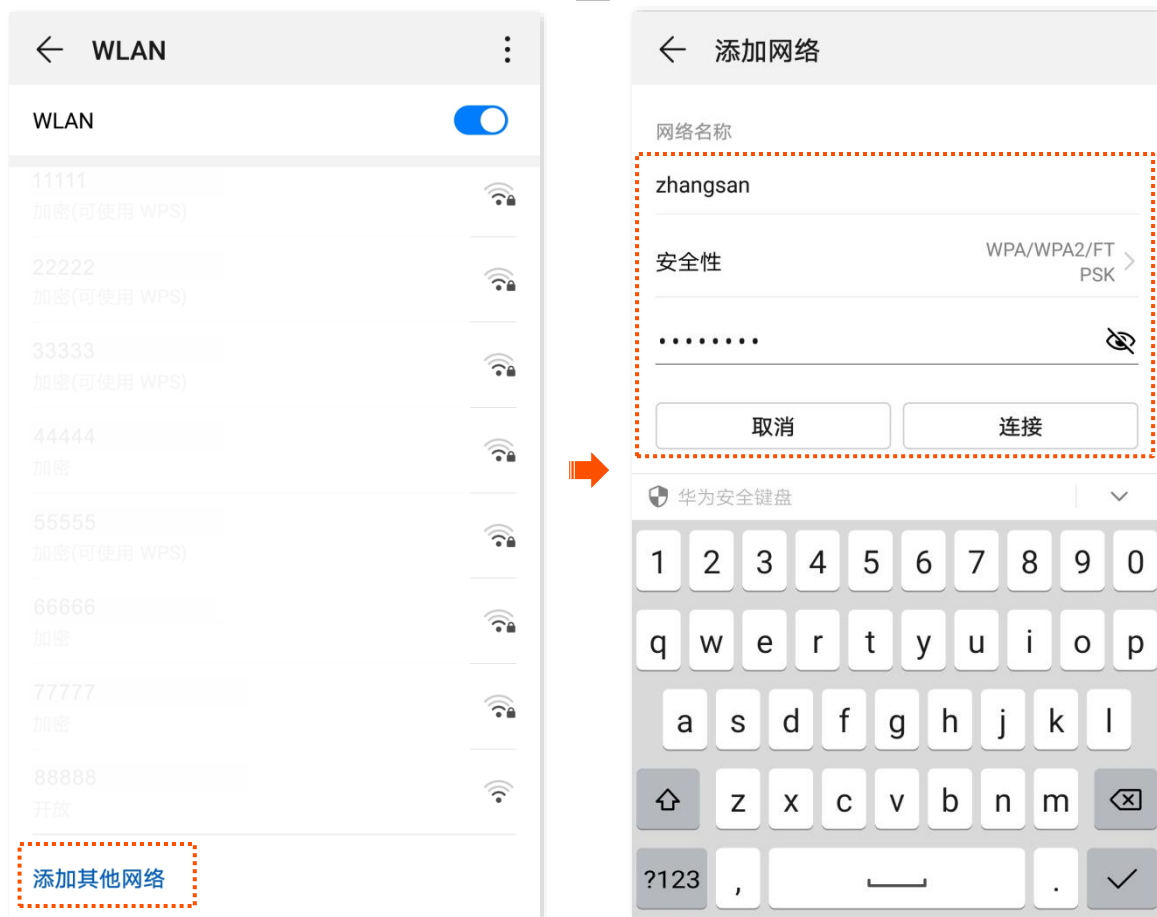 WLAN
WLAN
11111
加密(可使用 WPS)
22222
加密(可使用 WPS)
33333
加密(可使用 WPS)
44444
加密
55555
加密(可使用 WPS)
66666
加密
77777
加密
88888
开放
添加其他网络
添加网络
网络名称
zhangsan
安全性
WPA/WPA2/FT
PSK
••••••••
取消
连接
华为安全键盘
1 2 3 4 5 6 7 8 9 0
q w e r t y u i o p
a s d f g h j k l
z x c v b n m
?123 , .